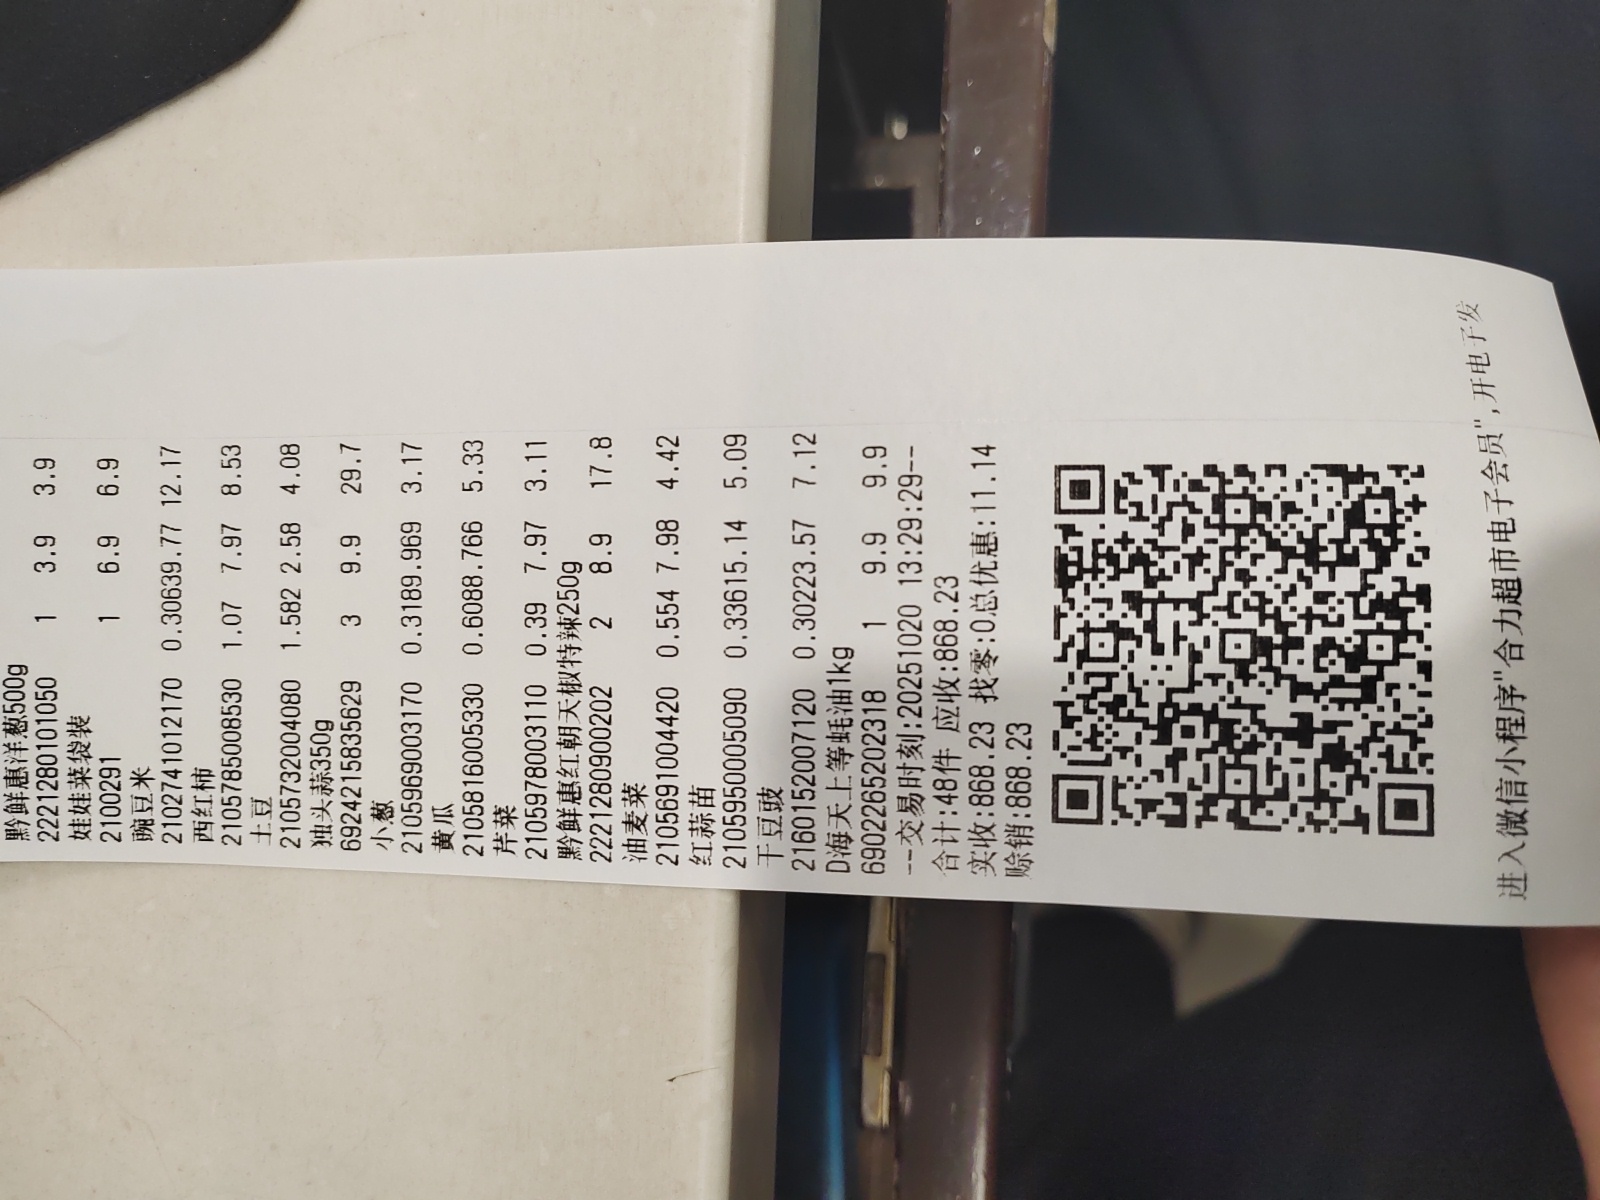 黔鲜惠洋葱500g
2221280101050 1 3.9 3.9
娃娃菜袋装
2100291 1 6.9 6.9
豌豆米
2102741012170 0.30639.77 12.17
西红柿
2105785008530 1.07 7.97 8.53
土豆
2105732004080 1.582 2.58 4.08
独头蒜350g
6924215835629 3 9.9 29.7
小葱
2105969003170 0.3189.969 3.17
黄瓜
2105816005330 0.6088.766 5.33
芹菜
2105978003110 0.39 7.97 3.11
黔鲜惠红朝天椒特辣250g
2221280900202 2 8.9 17.8
油麦菜
2105691004420 0.554 7.98 4.42
红蒜苗
2105950005090 0.33615.14 5.09
干豆豉
2160152007120 0.30223.57 7.12
D海天上等蚝油1kg
6902265202318 1 9.9 9.9
--交易时刻:20251020 13:29:29--
合计:48件 应收:868.23
实收:868.23 找零:0总优惠:11.14
赊销:868.23
进入微信小程序"合力超市电子会员",开电子发